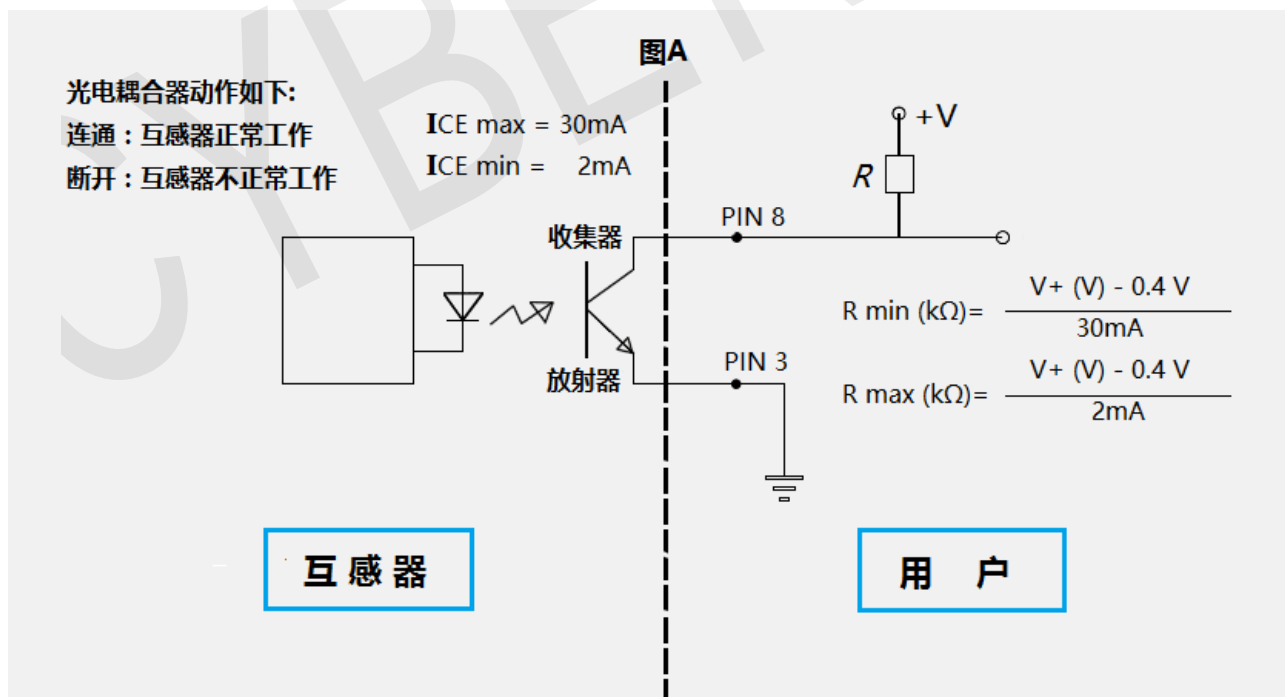 图A
光电耦合器动作如下:
连通：互感器正常工作
断开：互感器不正常工作
ICE max = 30mA
ICE min = 2mA
+V
R
PIN 8
收集器
放射器
PIN 3
R min (kΩ)= V+ (V) - 0.4 V
30mA
R max (kΩ)= V+ (V) - 0.4 V
2mA
互感器
用 户